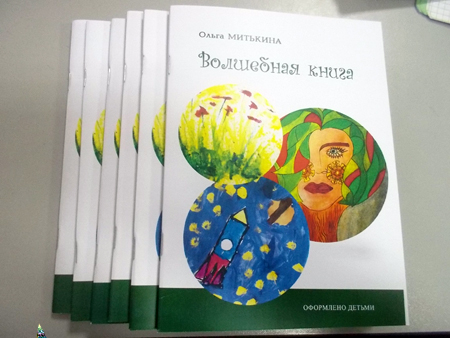 Ольга МИТЬКИНА
Волшебная книга
ОФОРМЛЕНО ДЕТЬМИ